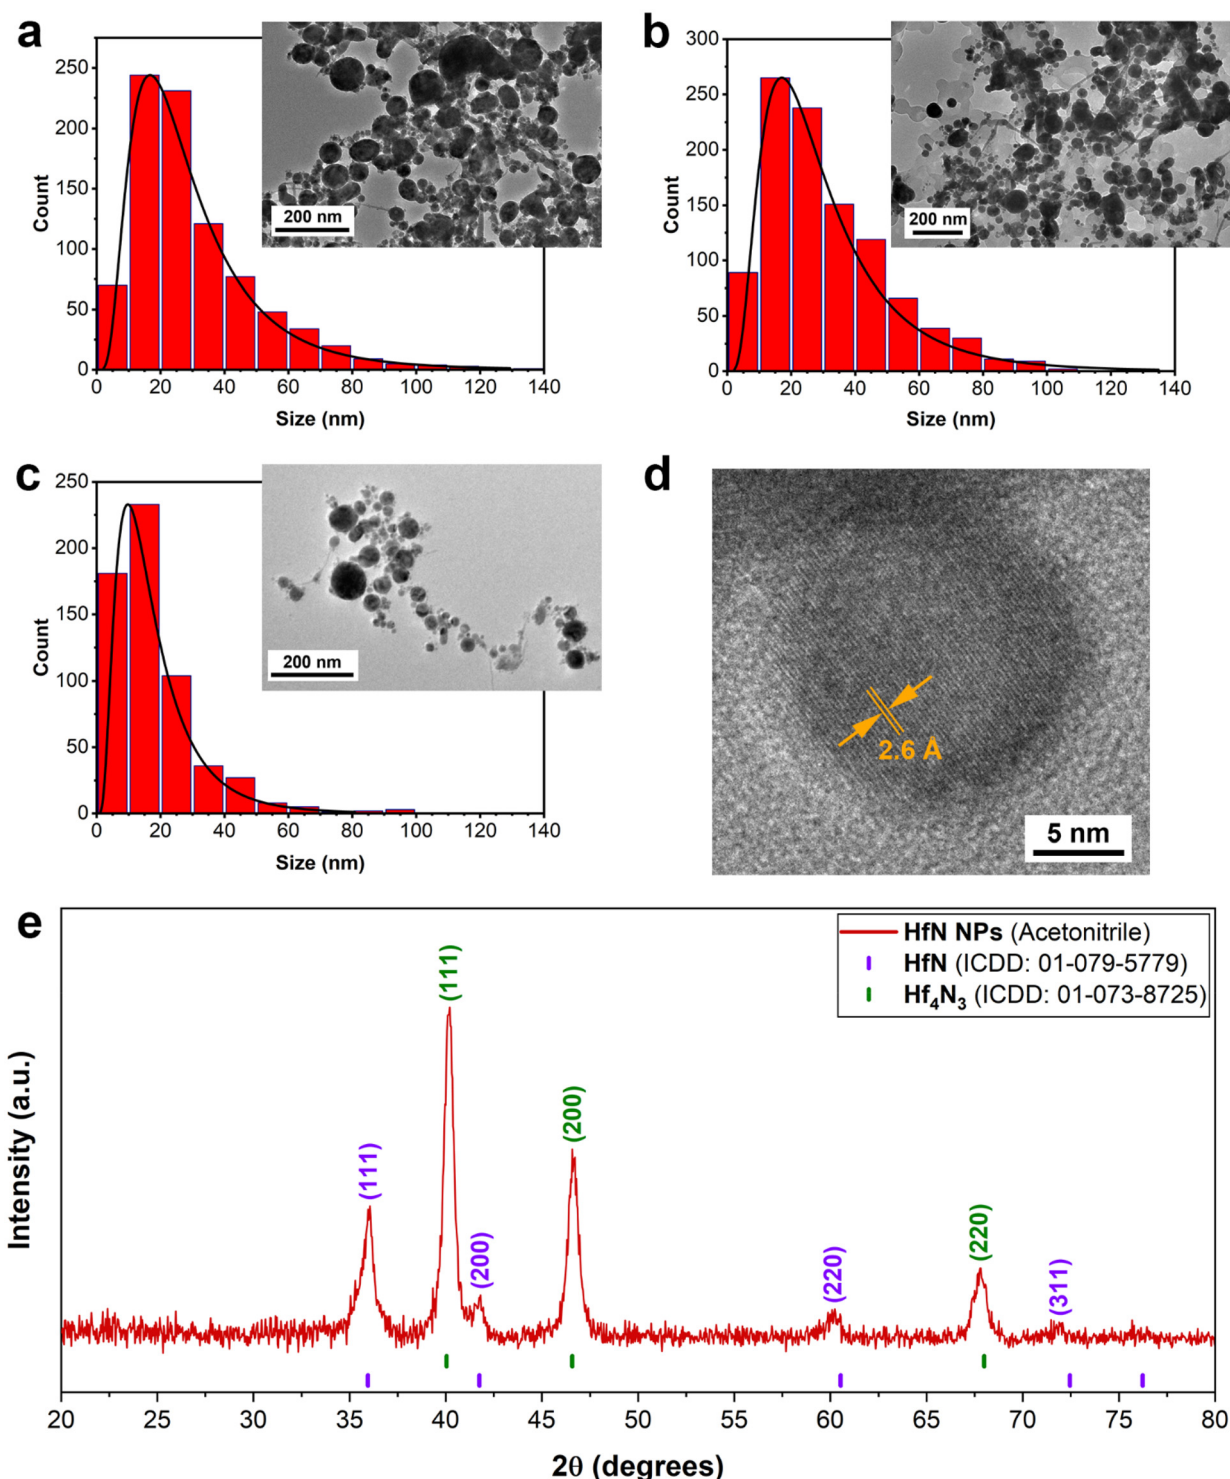 a
250
200
150
100
50
0
Count
0 20 40 60 80 100 120 140
Size (nm)
200 nm
b
300
250
200
150
100
50
0
Count
0 20 40 60 80 100 120 140
Size (nm)
200 nm
c
250
200
150
100
50
0
Count
0 20 40 60 80 100 120 140
Size (nm)
200 nm
d
2.6 Å
5 nm
e
HfN NPs (Acetonitrile)
HfN (ICDD: 01-079-5779)
Hf₄N₃ (ICDD: 01-073-8725)
(111)
(111)
(200)
(200)
(220)
(220)
(311)
Intensity (a.u.)
20 25 30 35 40 45 50 55 60 65 70 75 80
2θ (degrees)